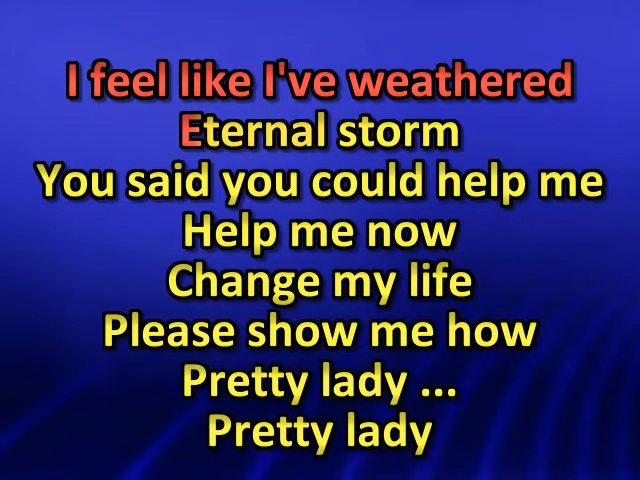 I feel like I've weathered
Eternal storm
You said you could help me
Help me now
Change my life
Please show me how
Pretty lady ...
Pretty lady